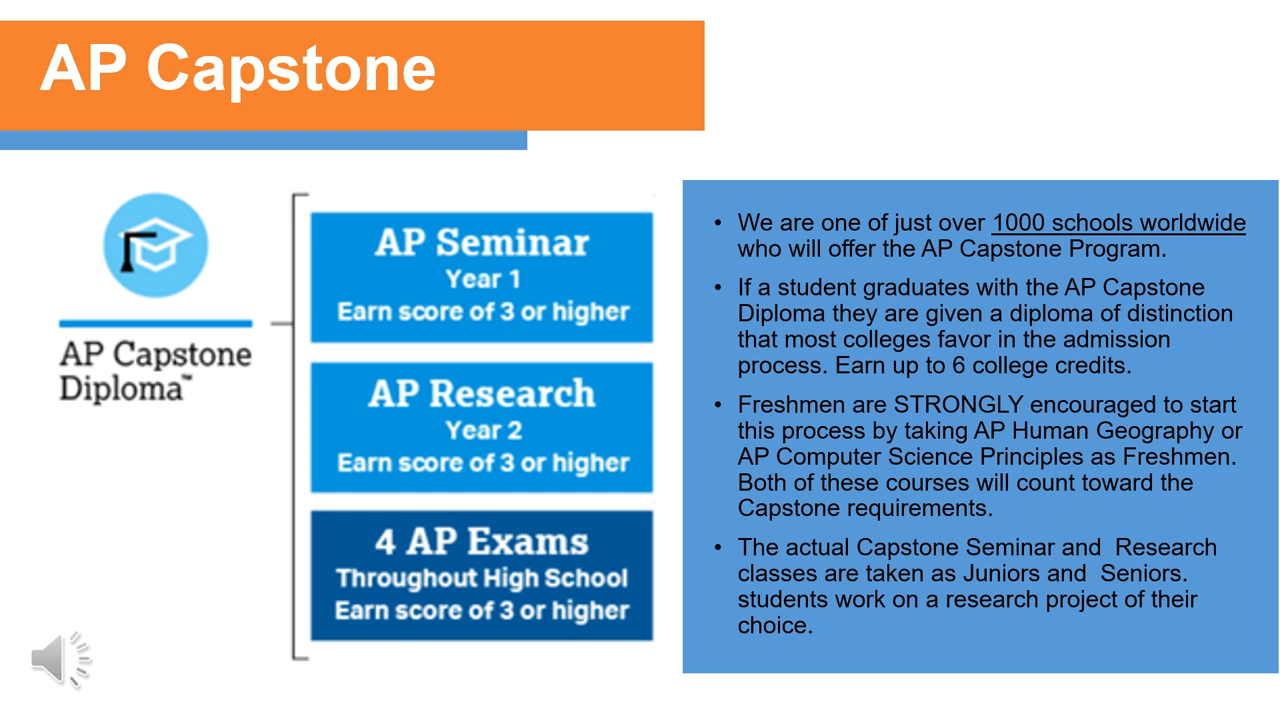 AP Capstone
AP Capstone
Diploma™
AP Seminar
Year 1
Earn score of 3 or higher
AP Research
Year 2
Earn score of 3 or higher
4 AP Exams
Throughout High School
Earn score of 3 or higher
• We are one of just over 1000 schools worldwide
who will offer the AP Capstone Program.
• If a student graduates with the AP Capstone
Diploma they are given a diploma of distinction
that most colleges favor in the admission
process. Earn up to 6 college credits.
• Freshmen are STRONGLY encouraged to start
this process by taking AP Human Geography or
AP Computer Science Principles as Freshmen.
Both of these courses will count toward the
Capstone requirements.
• The actual Capstone Seminar and  Research
classes are taken as Juniors and  Seniors.
students work on a research project of their
choice.